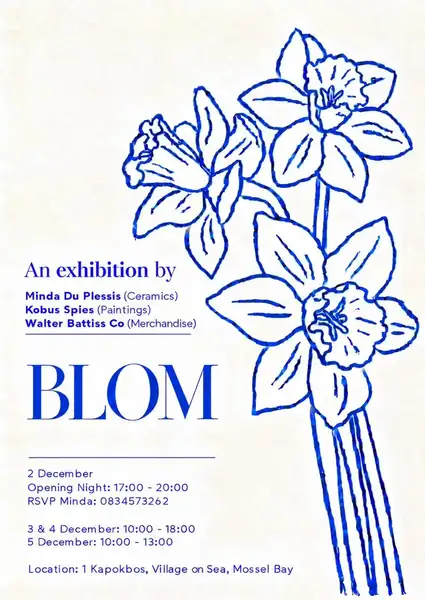 An exhibition by
Minda Du Plessis (Ceramics)
Kobus Spies (Paintings)
Walter Battiss Co (Merchandise)
BLOM
2 December
Opening Night: 17:00 - 20:00
RSVP Minda: 0834573262
3 & 4 December: 10:00 - 18:00
5 December: 10:00 - 13:00
Location: 1 Kapokbos, Village on Sea, Mossel Bay